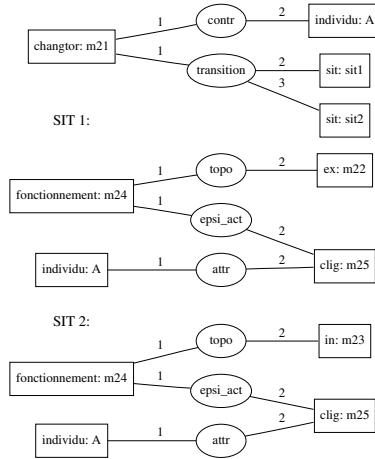 1 contr 2 individu: A
changtor: m21
1 transition 2 sit: sit1
3
sit: sit2
SIT 1:
1 topo 2 ex: m22
fonctionnement: m24
1 epsi_act
2
clig: m25
individu: A 1 attr 2
SIT 2:
1 topo 2 in: m23
fonctionnement: m24
1 epsi_act 2
clig: m25
2
individu: A 1 attr